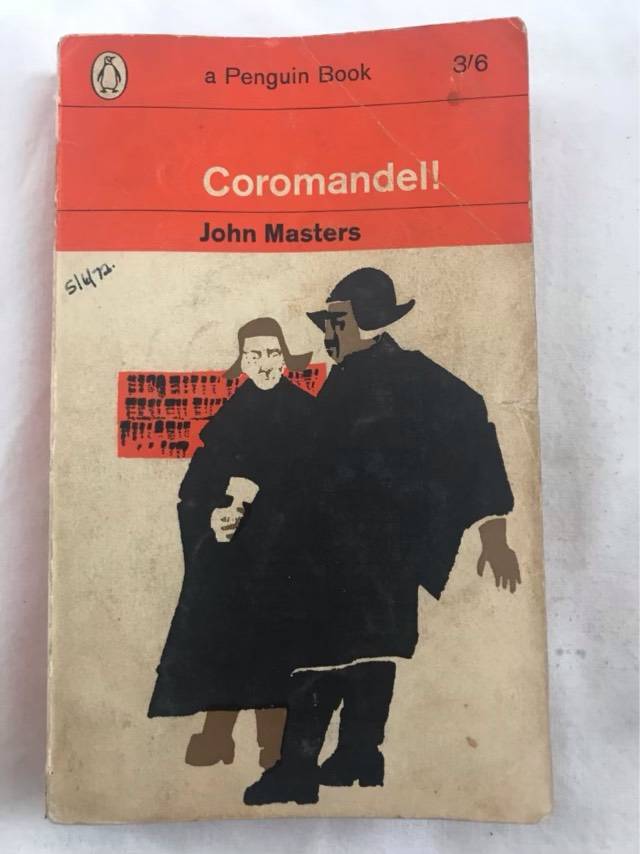 a Penguin Book 3/6
Coromandel!
John Masters
5/6/72.